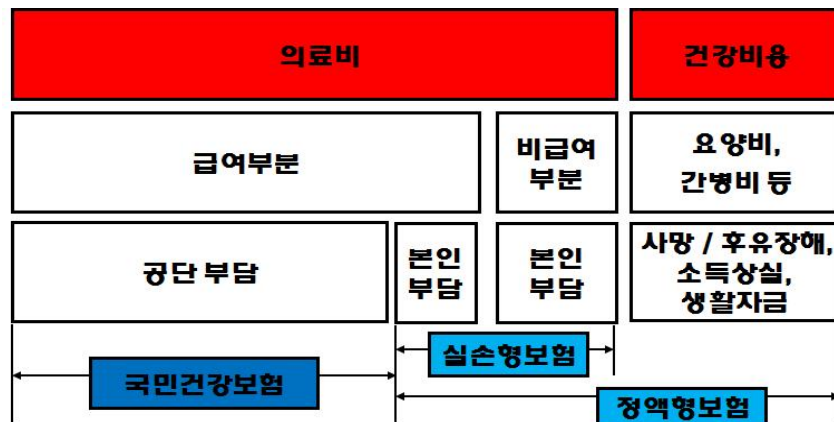 의료비
건강비용
급여부분
비급여
부분
요양비,
간병비 등
공단 부담
본인
부담
본인
부담
사망 / 후유장해,
소득상실,
생활자금
실손형보험
국민건강보험
정액형보험